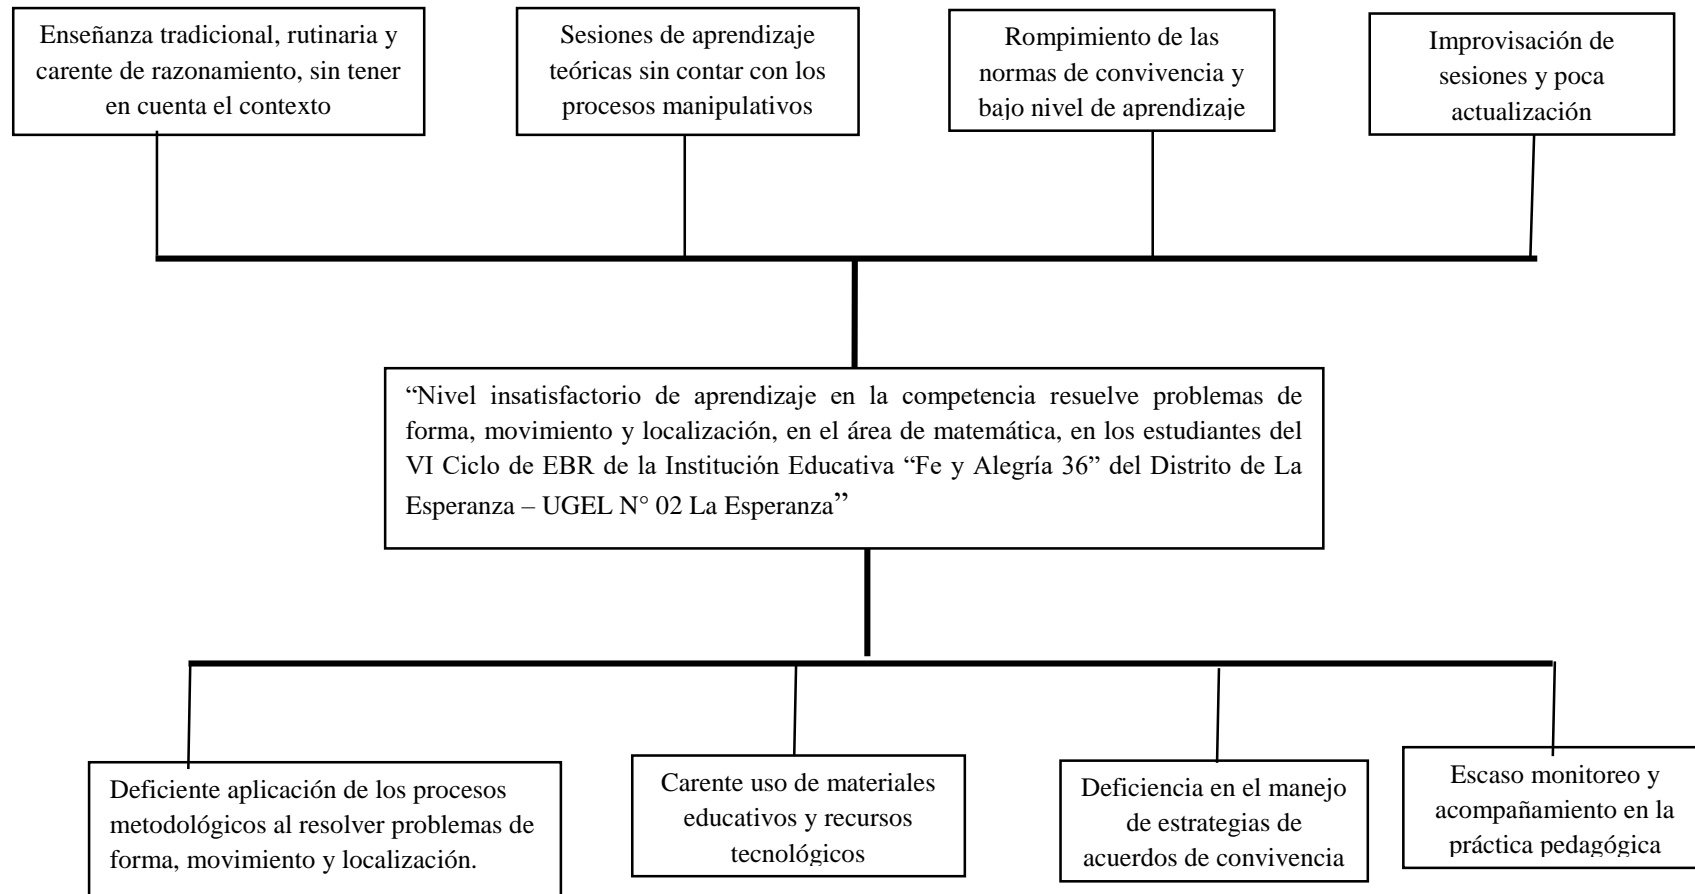 Enseñanza tradicional, rutinaria y
carente de razonamiento, sin tener
en cuenta el contexto
Sesiones de aprendizaje
teóricas sin contar con los
procesos manipulativos
Rompimiento de las
normas de convivencia y
bajo nivel de aprendizaje
Improvisación de
sesiones y poca
actualización
“Nivel insatisfactorio de aprendizaje en la competencia resuelve problemas de
forma, movimiento y localización, en el área de matemática, en los estudiantes del
VI Ciclo de EBR de la Institución Educativa “Fe y Alegría 36” del Distrito de La
Esperanza – UGEL N° 02 La Esperanza”
Deficiente aplicación de los procesos
metodológicos al resolver problemas de
forma, movimiento y localización.
Carente uso de materiales
educativos y recursos
tecnológicos
Deficiencia en el manejo
de estrategias de
acuerdos de convivencia
Escaso monitoreo y
acompañamiento en la
práctica pedagógica